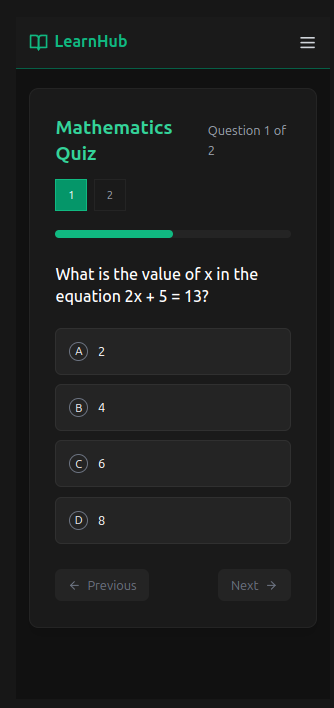 LearnHub
Mathematics
Quiz
Question 1 of
2
1 2
What is the value of x in the
equation 2x + 5 = 13?
A 2
B 4
C 6
D 8
Previous Next